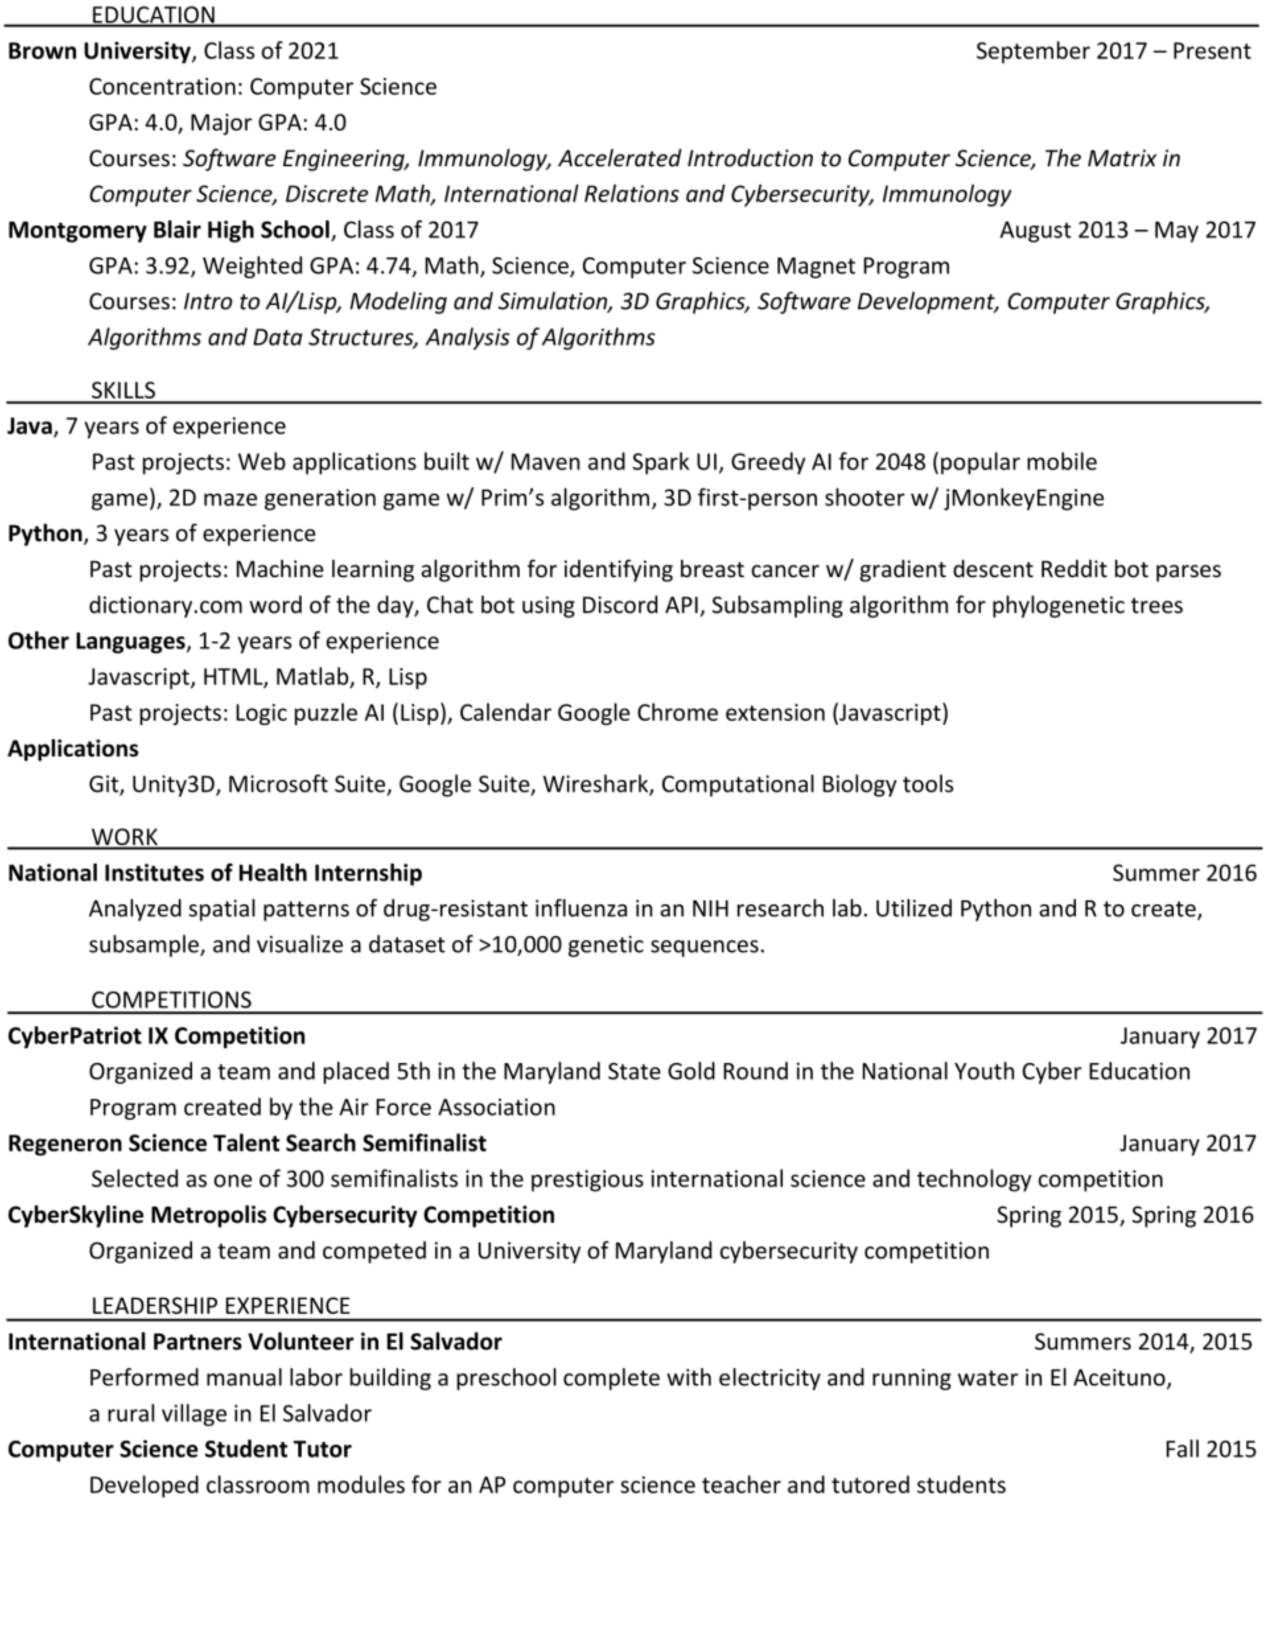 EDUCATION
Brown University, Class of 2021 September 2017 – Present
Concentration: Computer Science
GPA: 4.0, Major GPA: 4.0
Courses: Software Engineering, Immunology, Accelerated Introduction to Computer Science, The Matrix in
Computer Science, Discrete Math, International Relations and Cybersecurity, Immunology
Montgomery Blair High School, Class of 2017 August 2013 – May 2017
GPA: 3.92, Weighted GPA: 4.74, Math, Science, Computer Science Magnet Program
Courses: Intro to AI/Lisp, Modeling and Simulation, 3D Graphics, Software Development, Computer Graphics,
Algorithms and Data Structures, Analysis of Algorithms
SKILLS
Java, 7 years of experience
Past projects: Web applications built w/ Maven and Spark UI, Greedy AI for 2048 (popular mobile
game), 2D maze generation game w/ Prim's algorithm, 3D first-person shooter w/ jMonkeyEngine
Python, 3 years of experience
Past projects: Machine learning algorithm for identifying breast cancer w/ gradient descent Reddit bot parses
dictionary.com word of the day, Chat bot using Discord API, Subsampling algorithm for phylogenetic trees
Other Languages, 1-2 years of experience
Javascript, HTML, Matlab, R, Lisp
Past projects: Logic puzzle AI (Lisp), Calendar Google Chrome extension (Javascript)
Applications
Git, Unity3D, Microsoft Suite, Google Suite, Wireshark, Computational Biology tools
WORK
National Institutes of Health Internship Summer 2016
Analyzed spatial patterns of drug-resistant influenza in an NIH research lab. Utilized Python and R to create,
subsample, and visualize a dataset of >10,000 genetic sequences.
COMPETITIONS
CyberPatriot IX Competition January 2017
Organized a team and placed 5th in the Maryland State Gold Round in the National Youth Cyber Education
Program created by the Air Force Association
Regeneron Science Talent Search Semifinalist January 2017
Selected as one of 300 semifinalists in the prestigious international science and technology competition
CyberSkyline Metropolis Cybersecurity Competition Spring 2015, Spring 2016
Organized a team and competed in a University of Maryland cybersecurity competition
LEADERSHIP EXPERIENCE
International Partners Volunteer in El Salvador Summers 2014, 2015
Performed manual labor building a preschool complete with electricity and running water in El Aceituno,
a rural village in El Salvador
Computer Science Student Tutor Fall 2015
Developed classroom modules for an AP computer science teacher and tutored students